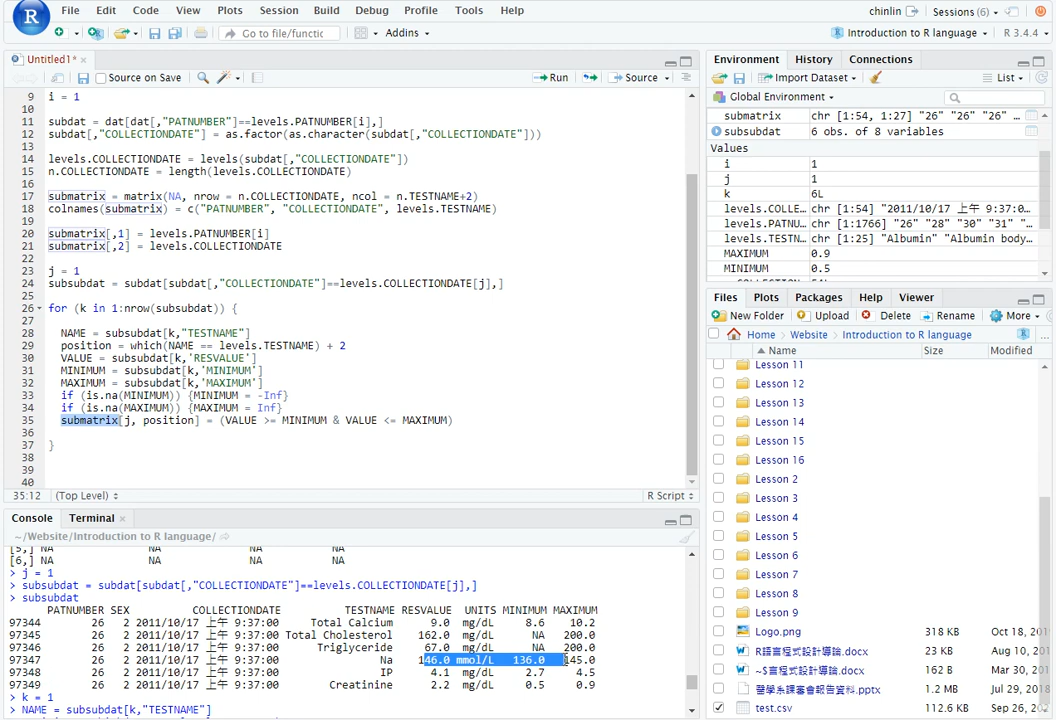 File Edit Code View Plots Session Build Debug Profile Tools Help chinlin Sessions (6)
Go to file/functic Addins Introduction to R language R 3.4.4
Untitled1*
Source on Save Run Source
9 i = 1
10
11 subdat = dat[dat[,"PATNUMBER"]==levels.PATNUMBER[i],]
12 subdat[,"COLLECTIONDATE"] = as.factor(as.character(subdat[,"COLLECTIONDATE"]))
13
14 levels.COLLECTIONDATE = levels(subdat[,"COLLECTIONDATE"])
15 n.COLLECTIONDATE = length(levels.COLLECTIONDATE)
16
17 submatrix = matrix(NA, nrow = n.COLLECTIONDATE, ncol = n.TESTNAME+2)
18 colnames(submatrix) = c("PATNUMBER", "COLLECTIONDATE", levels.TESTNAME)
19
20 submatrix[,1] = levels.PATNUMBER[i]
21 submatrix[,2] = levels.COLLECTIONDATE
22
23 j = 1
24 subsubdat = subdat[subdat[,"COLLECTIONDATE"]==levels.COLLECTIONDATE[j],]
25
26 for (k in 1:nrow(subsubdat)) {
27
28 NAME = subsubdat[k,"TESTNAME"]
29 position = which(NAME == levels.TESTNAME) + 2
30 VALUE = subsubdat[k,'RESVALUE']
31 MINIMUM = subsubdat[k,'MINIMUM']
32 MAXIMUM = subsubdat[k,'MAXIMUM']
33 if (is.na(MINIMUM)) {MINIMUM = -Inf}
34 if (is.na(MAXIMUM)) {MAXIMUM = Inf}
35 submatrix[j, position] = (VALUE >= MINIMUM & VALUE <= MAXIMUM)
36
37 }
38
39
40
35:12 (Top Level) R Script
Console Terminal
~/Website/Introduction to R language/
[5,] NA NA NA NA
[6,] NA NA NA NA
> j = 1
> subsubdat = subdat[subdat[,"COLLECTIONDATE"]==levels.COLLECTIONDATE[j],]
> subsubdat
PATNUMBER SEX COLLECTIONDATE TESTNAME RESVALUE UNITS MINIMUM MAXIMUM
97344 26 2 2011/10/17 上午 9:37:00 Total Calcium 9.0 mg/dL 8.6 10.2
97345 26 2 2011/10/17 上午 9:37:00 Total Cholesterol 162.0 mg/dL NA 200.0
97346 26 2 2011/10/17 上午 9:37:00 Triglyceride 67.0 mg/dL NA 200.0
97347 26 2 2011/10/17 上午 9:37:00 Na 146.0 mmol/L 136.0 145.0
97348 26 2 2011/10/17 上午 9:37:00 IP 4.1 mg/dL 2.7 4.5
97349 26 2 2011/10/17 上午 9:37:00 Creatinine 2.2 mg/dL 0.5 0.9
> k = 1
> NAME = subsubdat[k,"TESTNAME"]
Environment History Connections
Import Dataset List
Global Environment
submatrix chr [1:54, 1:27] "26" "26" "26" …
subsubdat 6 obs. of 8 variables
Values
i 1
j 1
k 6L
levels.COLLE… chr [1:54] "2011/10/17 上午 9:37:0…
levels.PATNU… chr [1:1766] "26" "28" "30" "31" "…
levels.TESTN… chr [1:25] "Albumin" "Albumin body…
MAXIMUM 0.9
MINIMUM 0.5
Files Plots Packages Help Viewer
New Folder Upload Delete Rename More
Home Website Introduction to R language ...
Name Size Modified
Lesson 11
Lesson 12
Lesson 13
Lesson 14
Lesson 15
Lesson 16
Lesson 2
Lesson 3
Lesson 4
Lesson 5
Lesson 6
Lesson 7
Lesson 8
Lesson 9
Logo.png 318 KB Oct 18, 201
R語言程式設計導論.docx 23 KB Aug 10, 201
~$言程式設計導論.docx 162 B Mar 30, 201
醫學系課審會報告資料.pptx 1.2 MB Jul 29, 2018
test.csv 112.6 KB Sep 26, 202